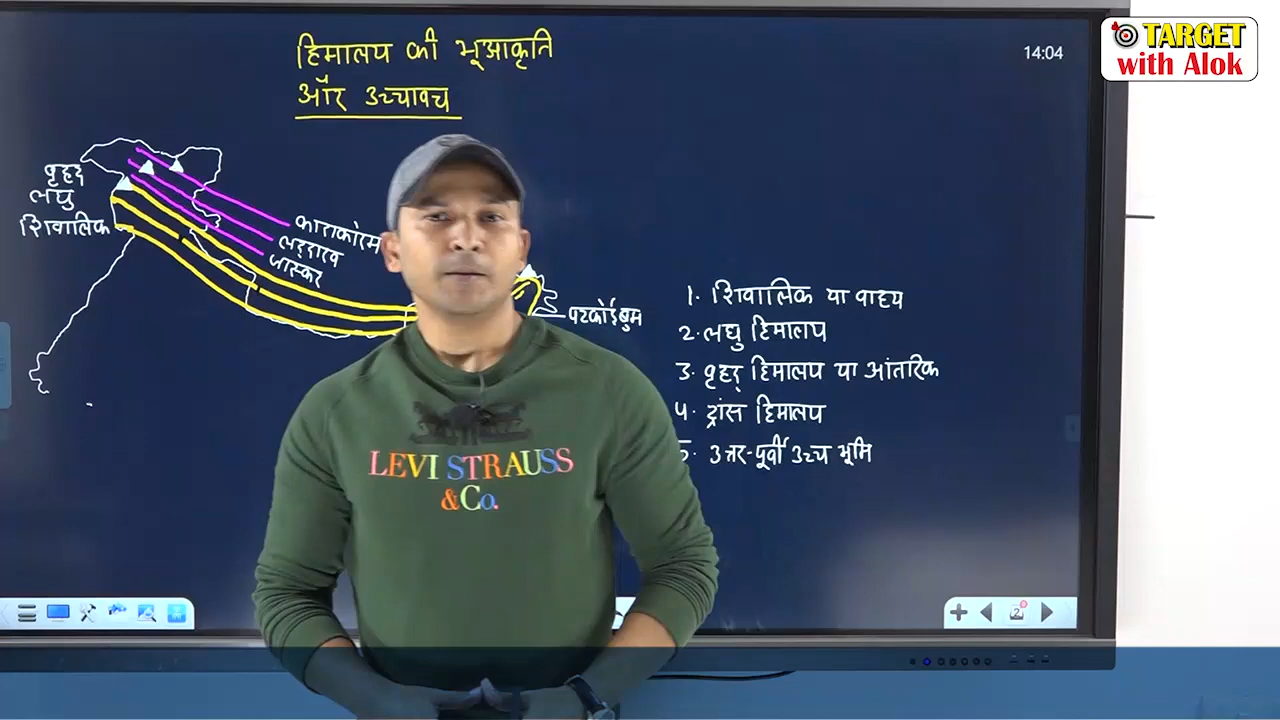 हिमालय की भूआकृति
और उच्चावच
14:04
TARGET
with Alok
वृहद
लघु
शिवालिक
काराकोरम
लद्दाख
जास्कर
पटकोईबुम
1. शिवालिक या वाह्य
2. लघु हिमालय
3. वृहद् हिमालय या आंतरिक
4. ट्रांस हिमालय
5. उत्तर-पूर्वी उच्च भूमि
LEVI STRAUSS
&Co.
2